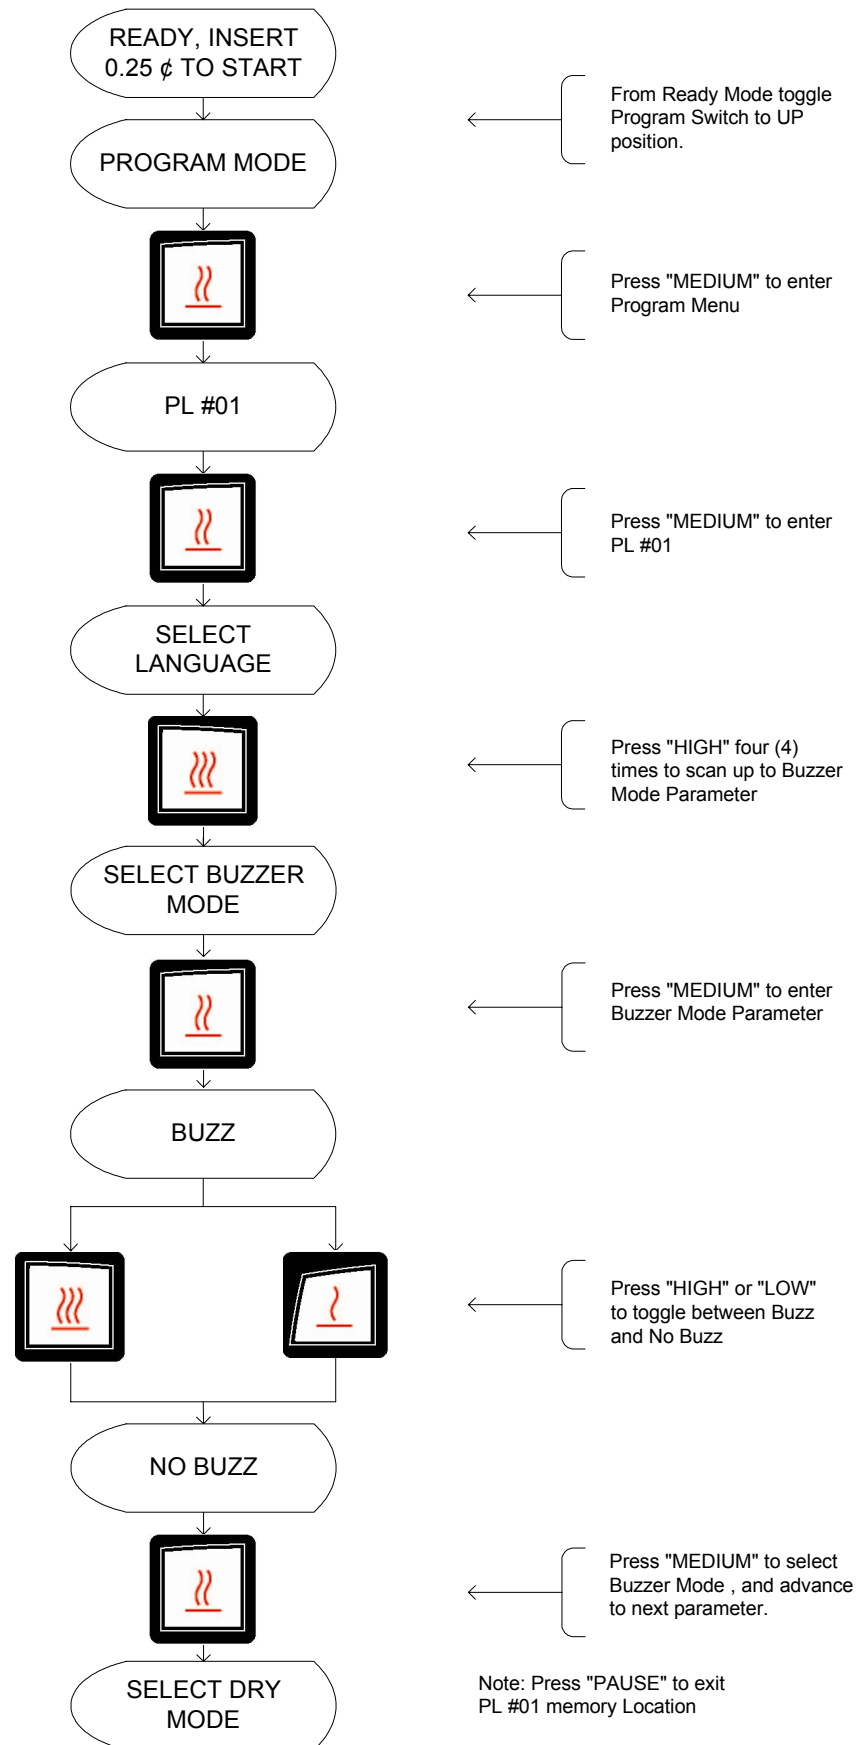 READY, INSERT
0.25 ¢ TO START
From Ready Mode toggle
Program Switch to UP
position.
PROGRAM MODE
Press "MEDIUM" to enter
Program Menu
PL #01
Press "MEDIUM" to enter
PL #01
SELECT
LANGUAGE
Press "HIGH" four (4)
times to scan up to Buzzer
Mode Parameter
SELECT BUZZER
MODE
Press "MEDIUM" to enter
Buzzer Mode Parameter
BUZZ
Press "HIGH" or "LOW"
to toggle between Buzz
and No Buzz
NO BUZZ
Press "MEDIUM" to select
Buzzer Mode , and advance
to next parameter.
SELECT DRY
MODE
Note: Press "PAUSE" to exit
PL #01 memory Location